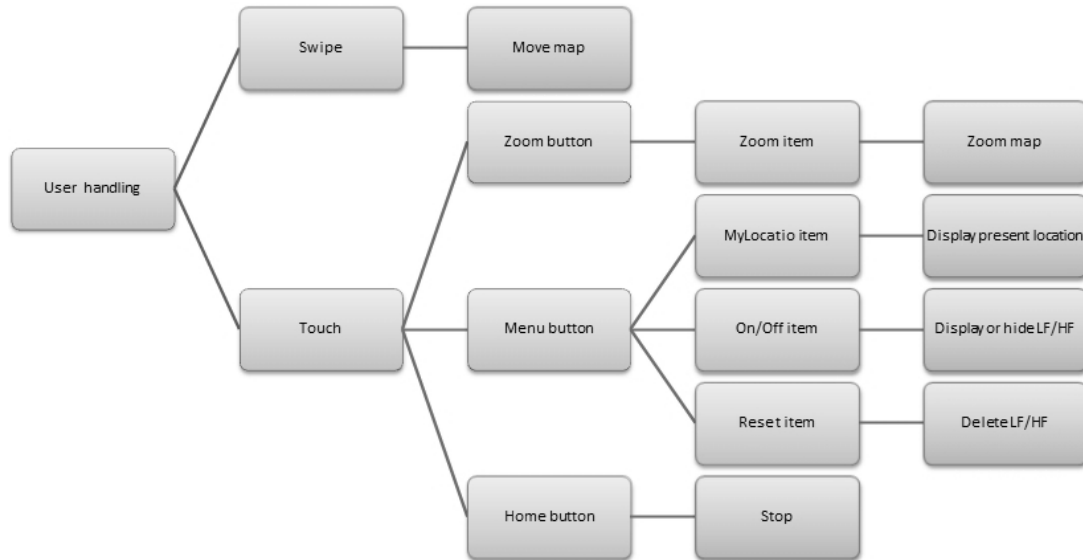 Swipe
Move map
Zoom button
Zoom item
Zoom map
User handling
MyLocatio item
Display present location
Touch
Menu button
On/Off item
Display or hide LF/HF
Reset item
Delete LF/HF
Home button
Stop